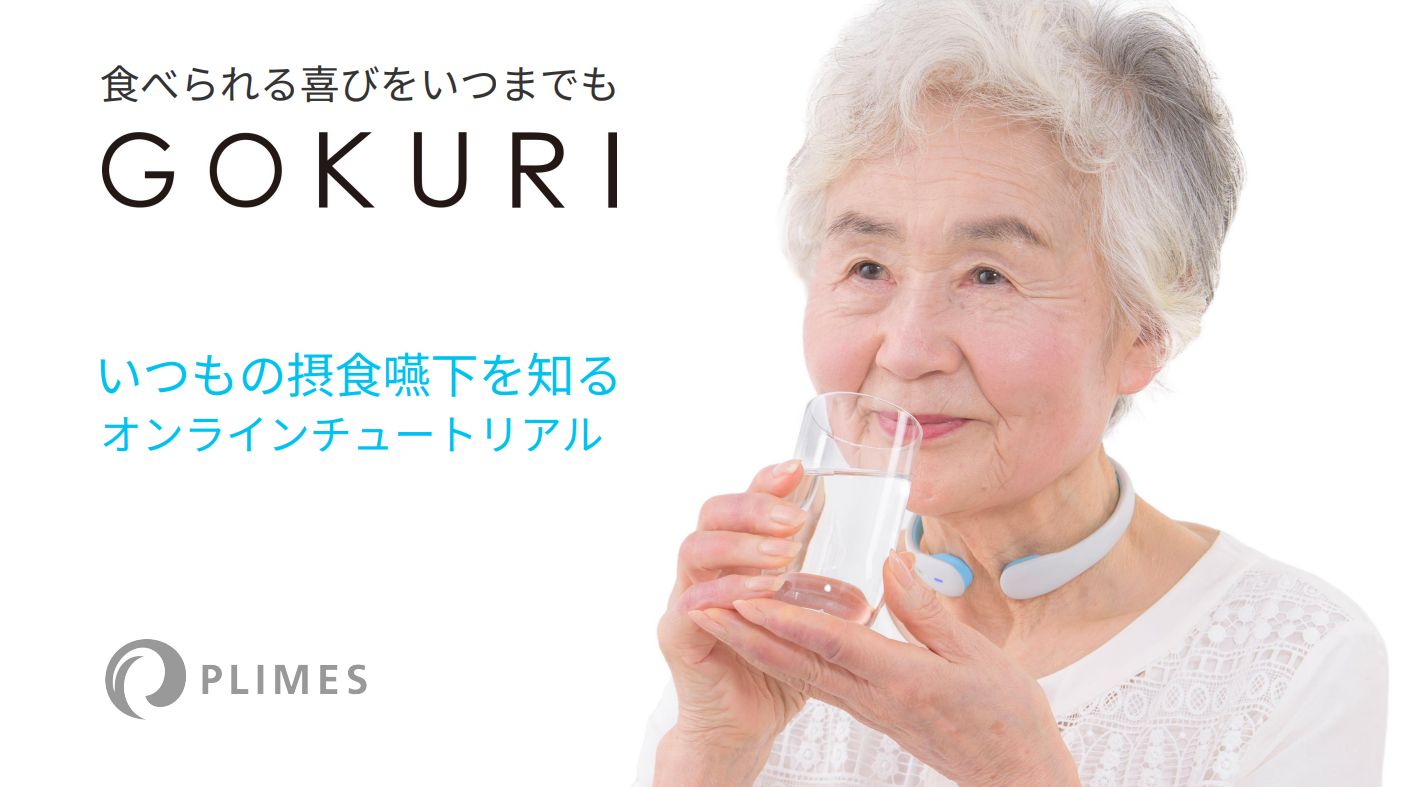 食べられる喜びをいつまでも
GOKURI
いつもの摂食嚥下を知る
オンラインチュートリアル
PLIMES